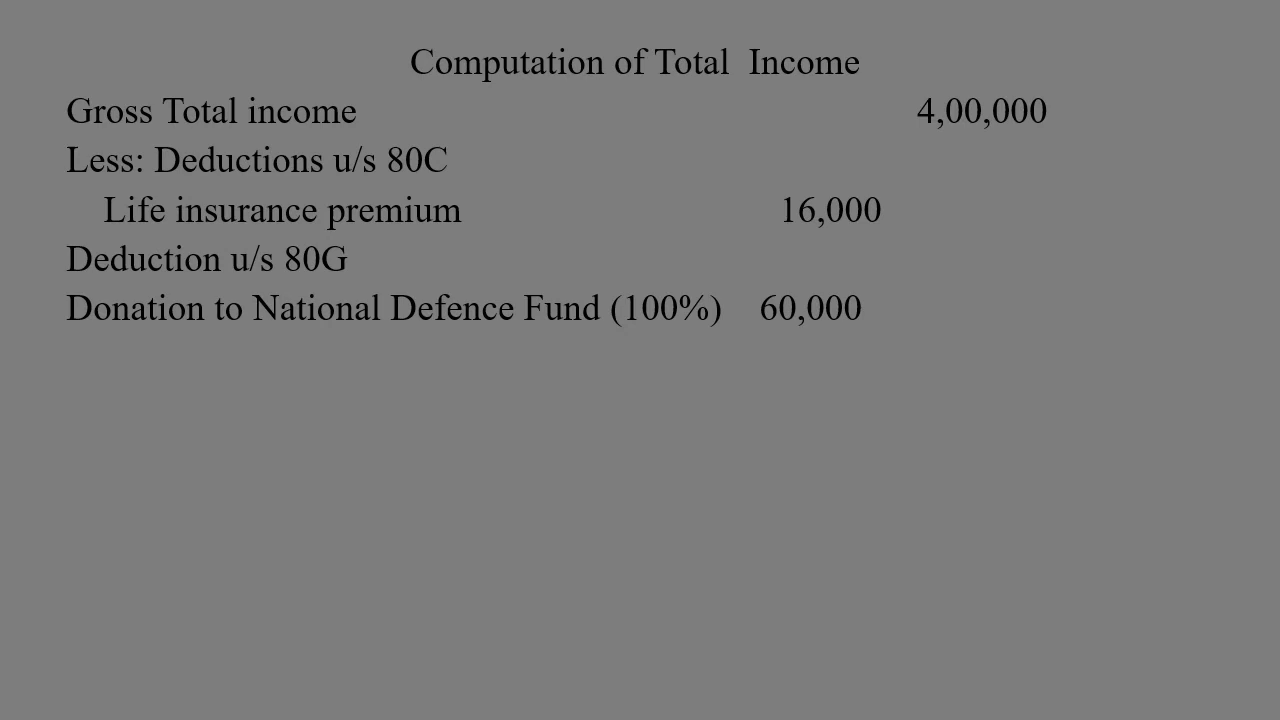 Computation of Total Income
Gross Total income 4,00,000
Less: Deductions u/s 80C
Life insurance premium 16,000
Deduction u/s 80G
Donation to National Defence Fund (100%) 60,000